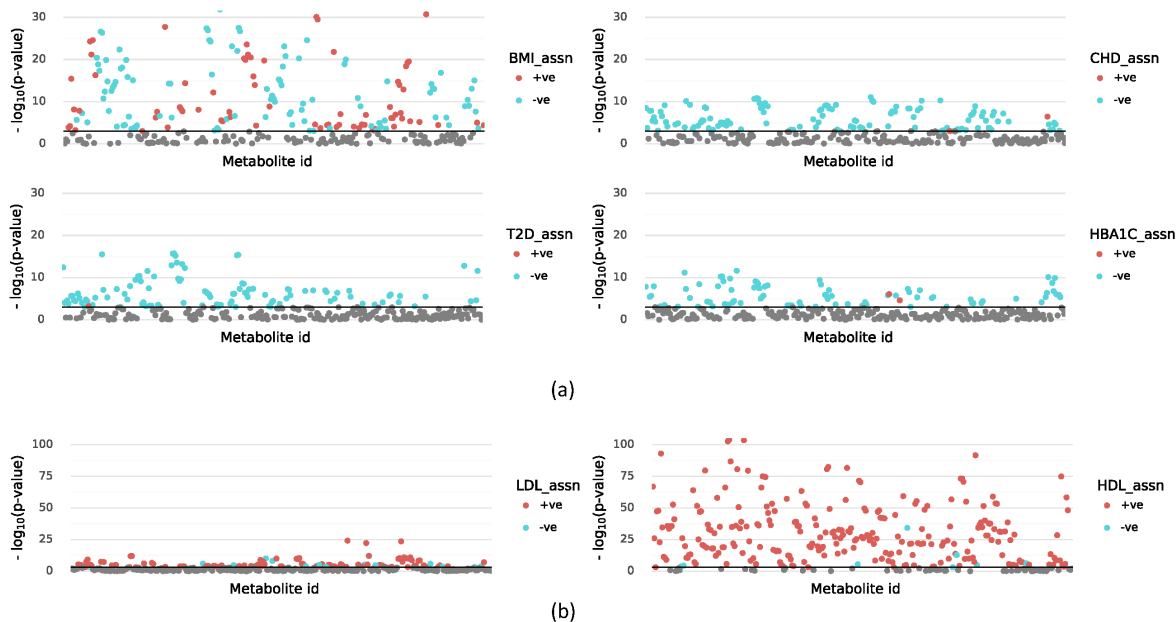 - log10(p-value)
30
20
10
0
Metabolite id
BMI_assn
+ve
-ve
- log10(p-value)
30
20
10
0
Metabolite id
CHD_assn
+ve
-ve
- log10(p-value)
30
20
10
0
Metabolite id
T2D_assn
+ve
-ve
- log10(p-value)
30
20
10
0
Metabolite id
HBA1C_assn
+ve
-ve
(a)
- log10(p-value)
100
75
50
25
0
Metabolite id
LDL_assn
+ve
-ve
- log10(p-value)
100
75
50
25
0
Metabolite id
HDL_assn
+ve
-ve
(b)